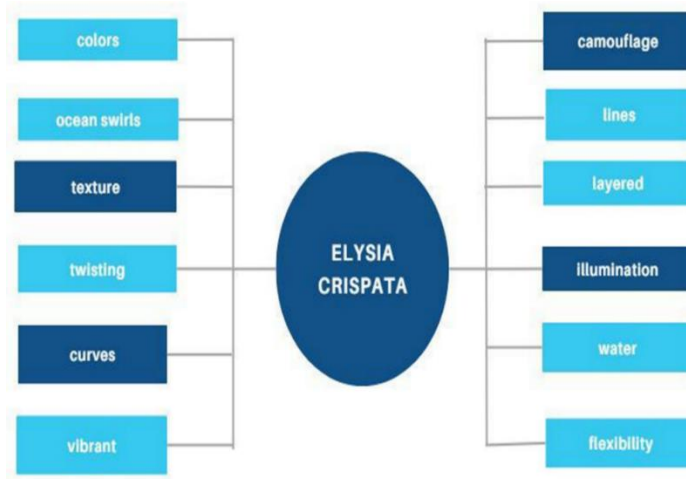 colors
ocean swirls
texture
twisting
curves
vibrant
ELYSIA
CRISPATA
camouflage
lines
layered
illumination
water
flexibility